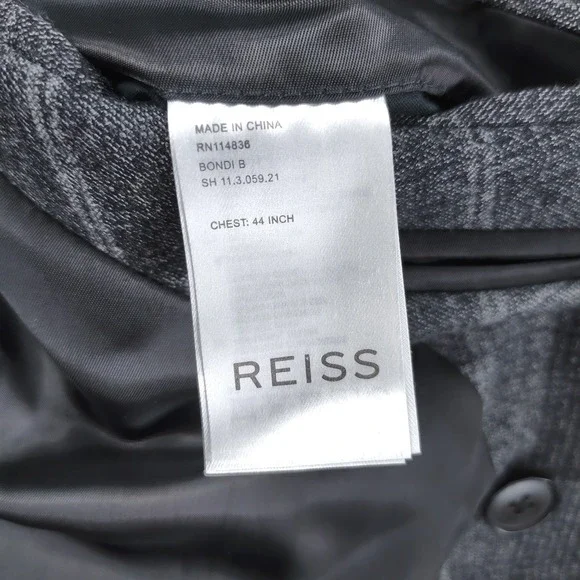 MADE IN CHINA
RN114836
BONDI B
SH 11.3.059.21
CHEST: 44 INCH
REISS